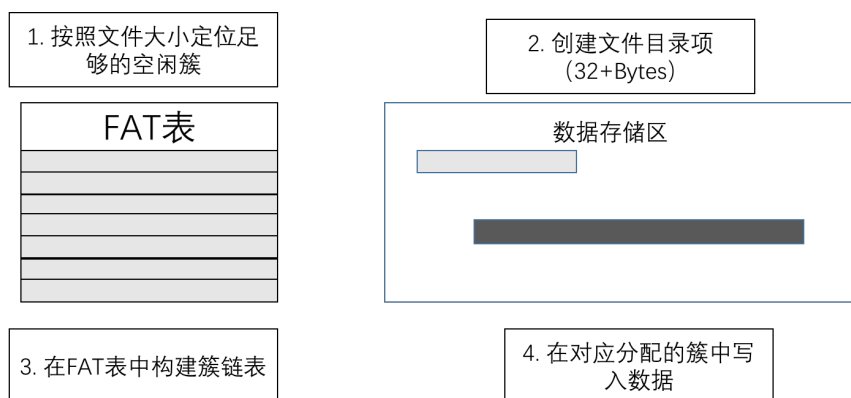 1. 按照文件大小定位足
够的空闲簇
2. 创建文件目录项
（32+Bytes）
FAT表
数据存储区
3. 在FAT表中构建簇链表
4. 在对应分配的簇中写
入数据